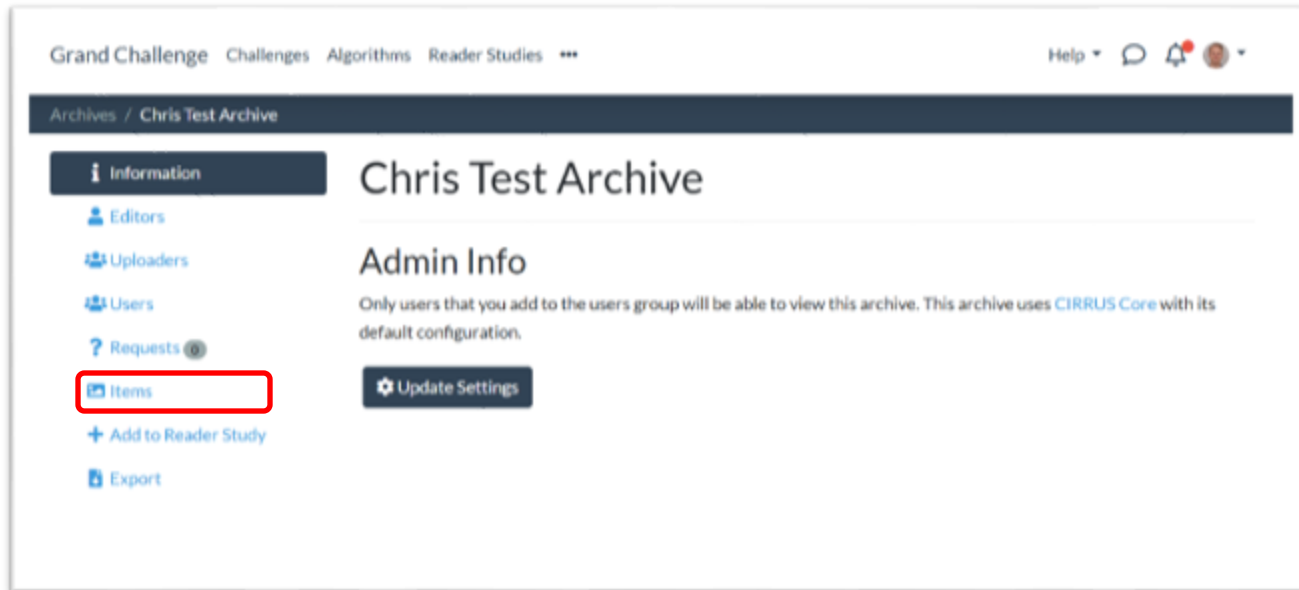 Grand Challenge Challenges Algorithms Reader Studies ••• Help
Archives / Chris Test Archive
Information
Editors
Uploaders
Users
Requests 0
Items
Add to Reader Study
Export
Chris Test Archive
Admin Info
Only users that you add to the users group will be able to view this archive. This archive uses CIRRUS Core with its
default configuration.
Update Settings